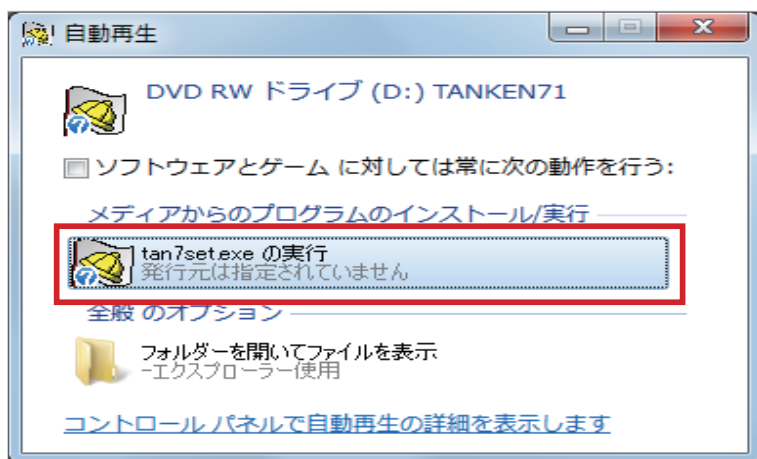 自動再生
DVD RW ドライブ (D:) TANKEN71
ソフトウェアとゲーム に対しては常に次の動作を行う:
メディアからのプログラムのインストール/実行
tan7set.exe の実行
発行元は指定されていません
全般 のオプション
フォルダーを開いてファイルを表示
-エクスプローラー使用
コントロール パネルで自動再生の詳細を表示します